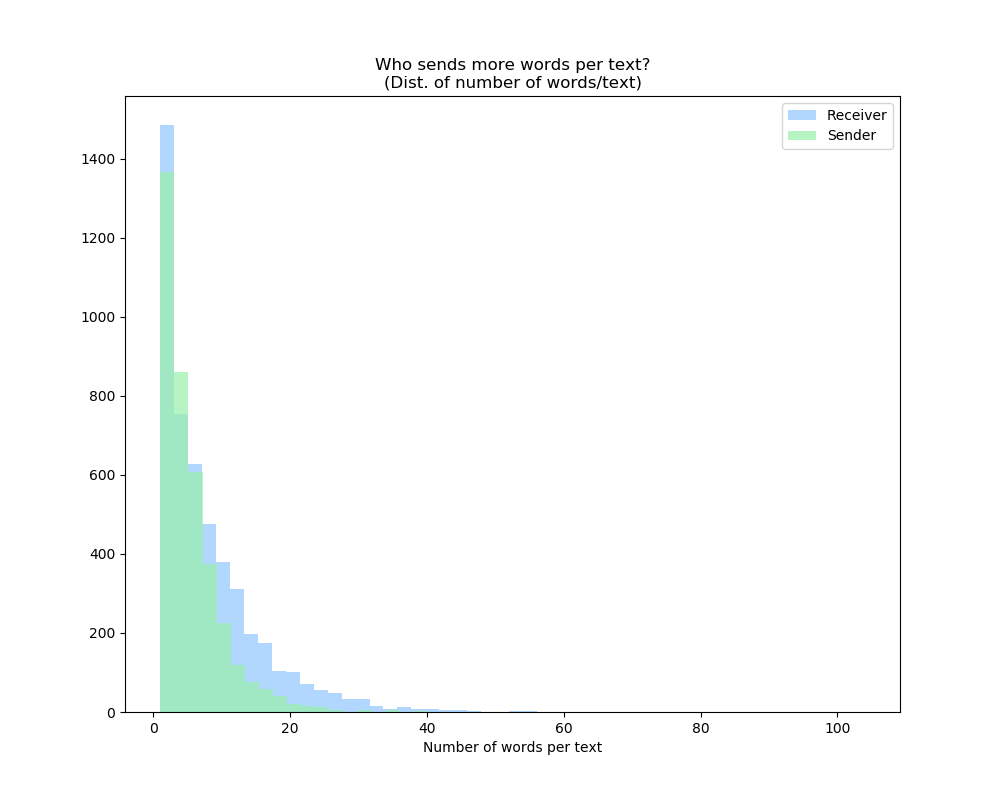 Who sends more words per text?
(Dist. of number of words/text)
Receiver
Sender
1400
1200
1000
800
600
400
200
0
0 20 40 60 80 100
Number of words per text